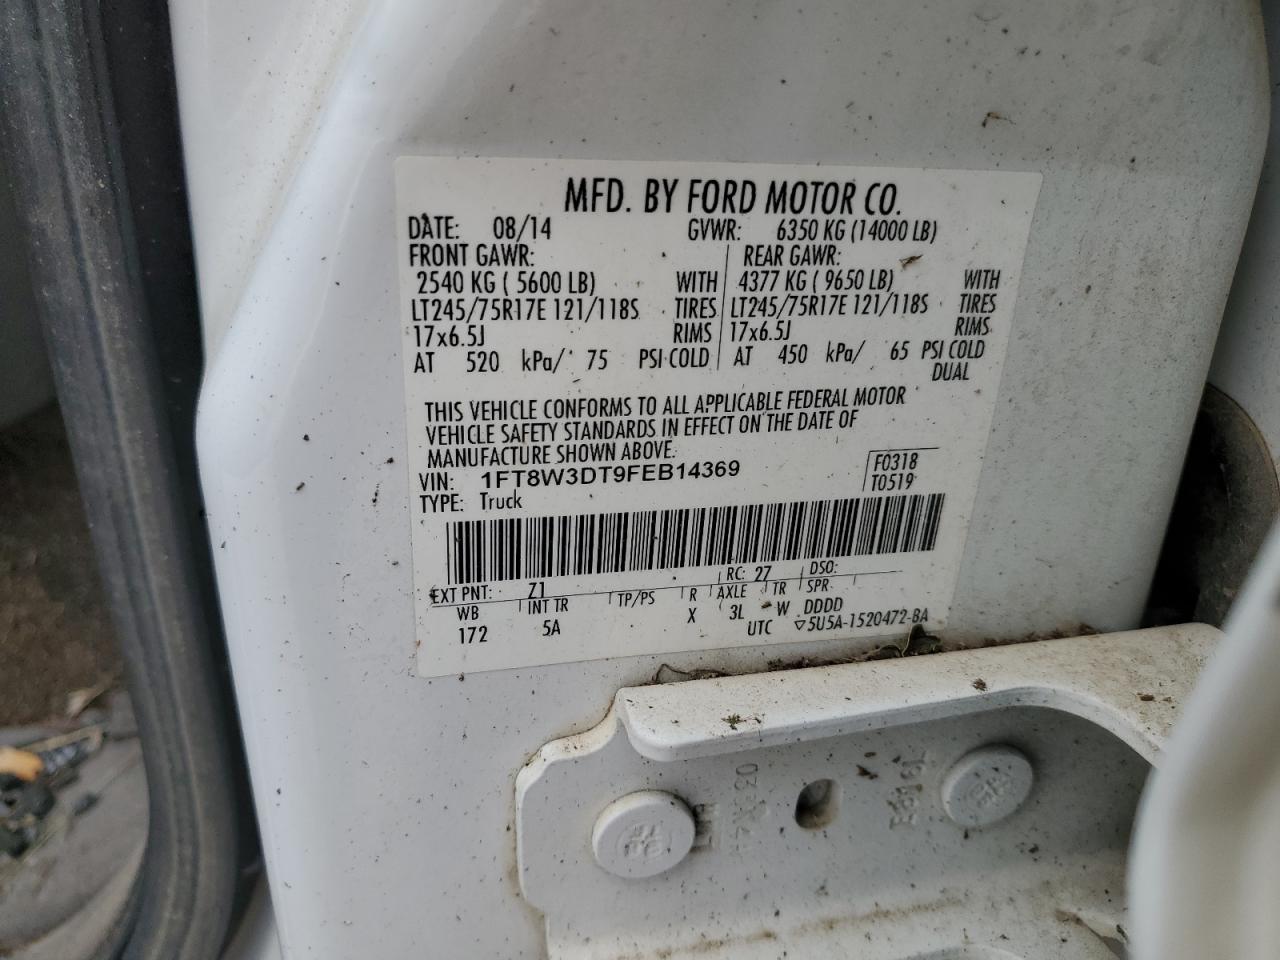 MFD. BY FORD MOTOR CO.
DATE: 08/14 GVWR: 6350 KG (14000 LB)
FRONT GAWR: REAR GAWR:
2540 KG ( 5600 LB) WITH 4377 KG ( 9650 LB) WITH
LT245/75R17E 121/118S TIRES LT245/75R17E 121/118S TIRES
17x6.5J RIMS 17x6.5J RIMS
AT 520 kPa/ 75 PSI COLD AT 450 kPa/ 65 PSI COLD
DUAL
THIS VEHICLE CONFORMS TO ALL APPLICABLE FEDERAL MOTOR
VEHICLE SAFETY STANDARDS IN EFFECT ON THE DATE OF
MANUFACTURE SHOWN ABOVE.
VIN: 1FT8W3DT9FEB14369 F0318
TYPE: Truck T0519
EXT PNT: Z1 RC: 27 DSO:
WB INT TR TP/PS R AXLE TR SPR
172 5A X 3L W DDDD
UTC ▽5U5A-1520472-BA